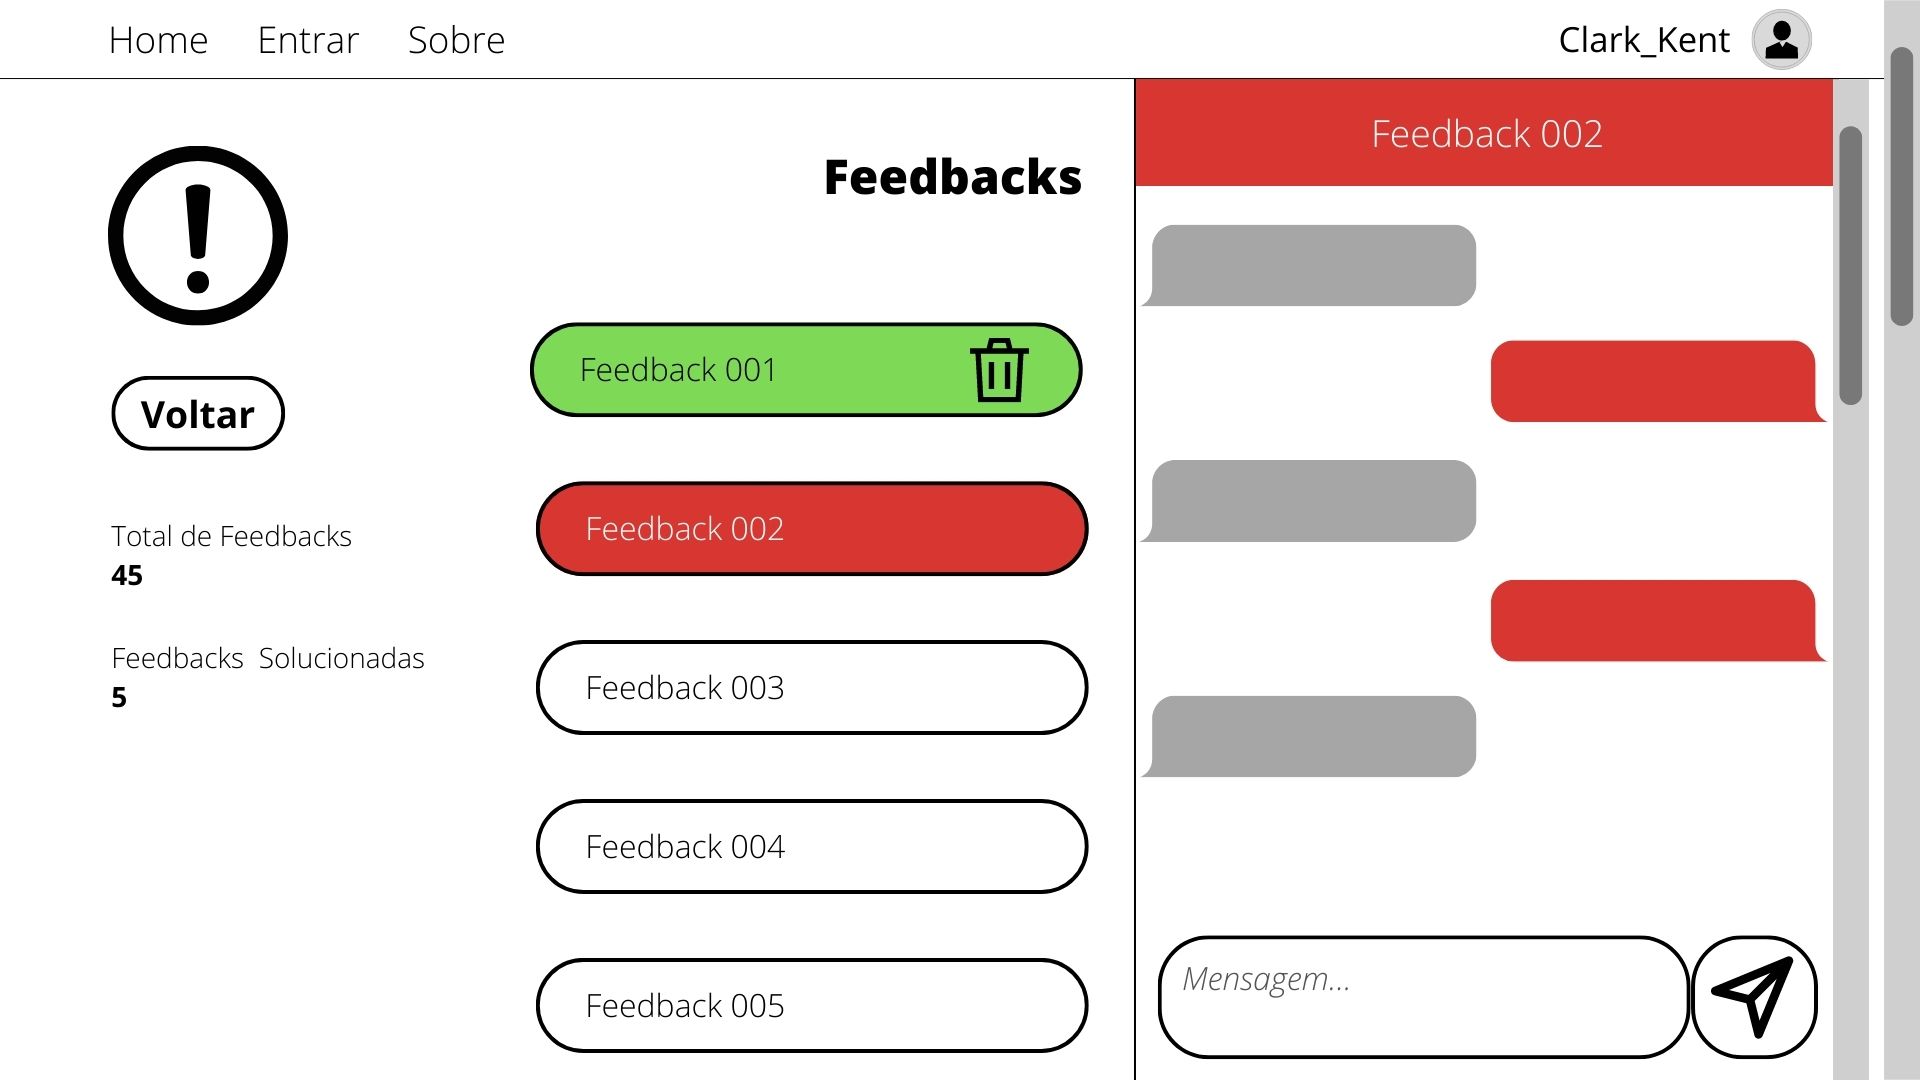 Home Entrar Sobre Clark_Kent
Feedbacks
Voltar
Total de Feedbacks
45
Feedbacks Solucionadas
5
Feedback 001
Feedback 002
Feedback 003
Feedback 004
Feedback 005
Feedback 002
Mensagem...